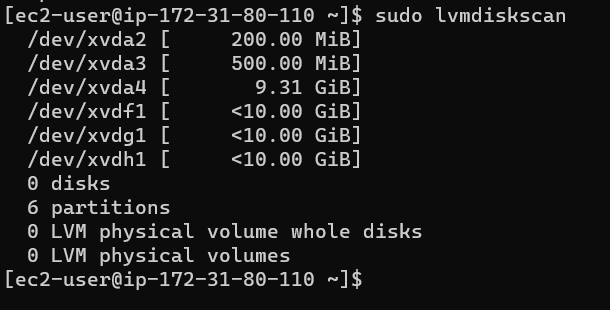 [ec2-user@ip-172-31-80-110 ~]$ sudo lvmdiskscan
  /dev/xvda2 [     200.00 MiB]
  /dev/xvda3 [     500.00 MiB]
  /dev/xvda4 [       9.31 GiB]
  /dev/xvdf1 [     <10.00 GiB]
  /dev/xvdg1 [     <10.00 GiB]
  /dev/xvdh1 [     <10.00 GiB]
  0 disks
  6 partitions
  0 LVM physical volume whole disks
  0 LVM physical volumes
[ec2-user@ip-172-31-80-110 ~]$